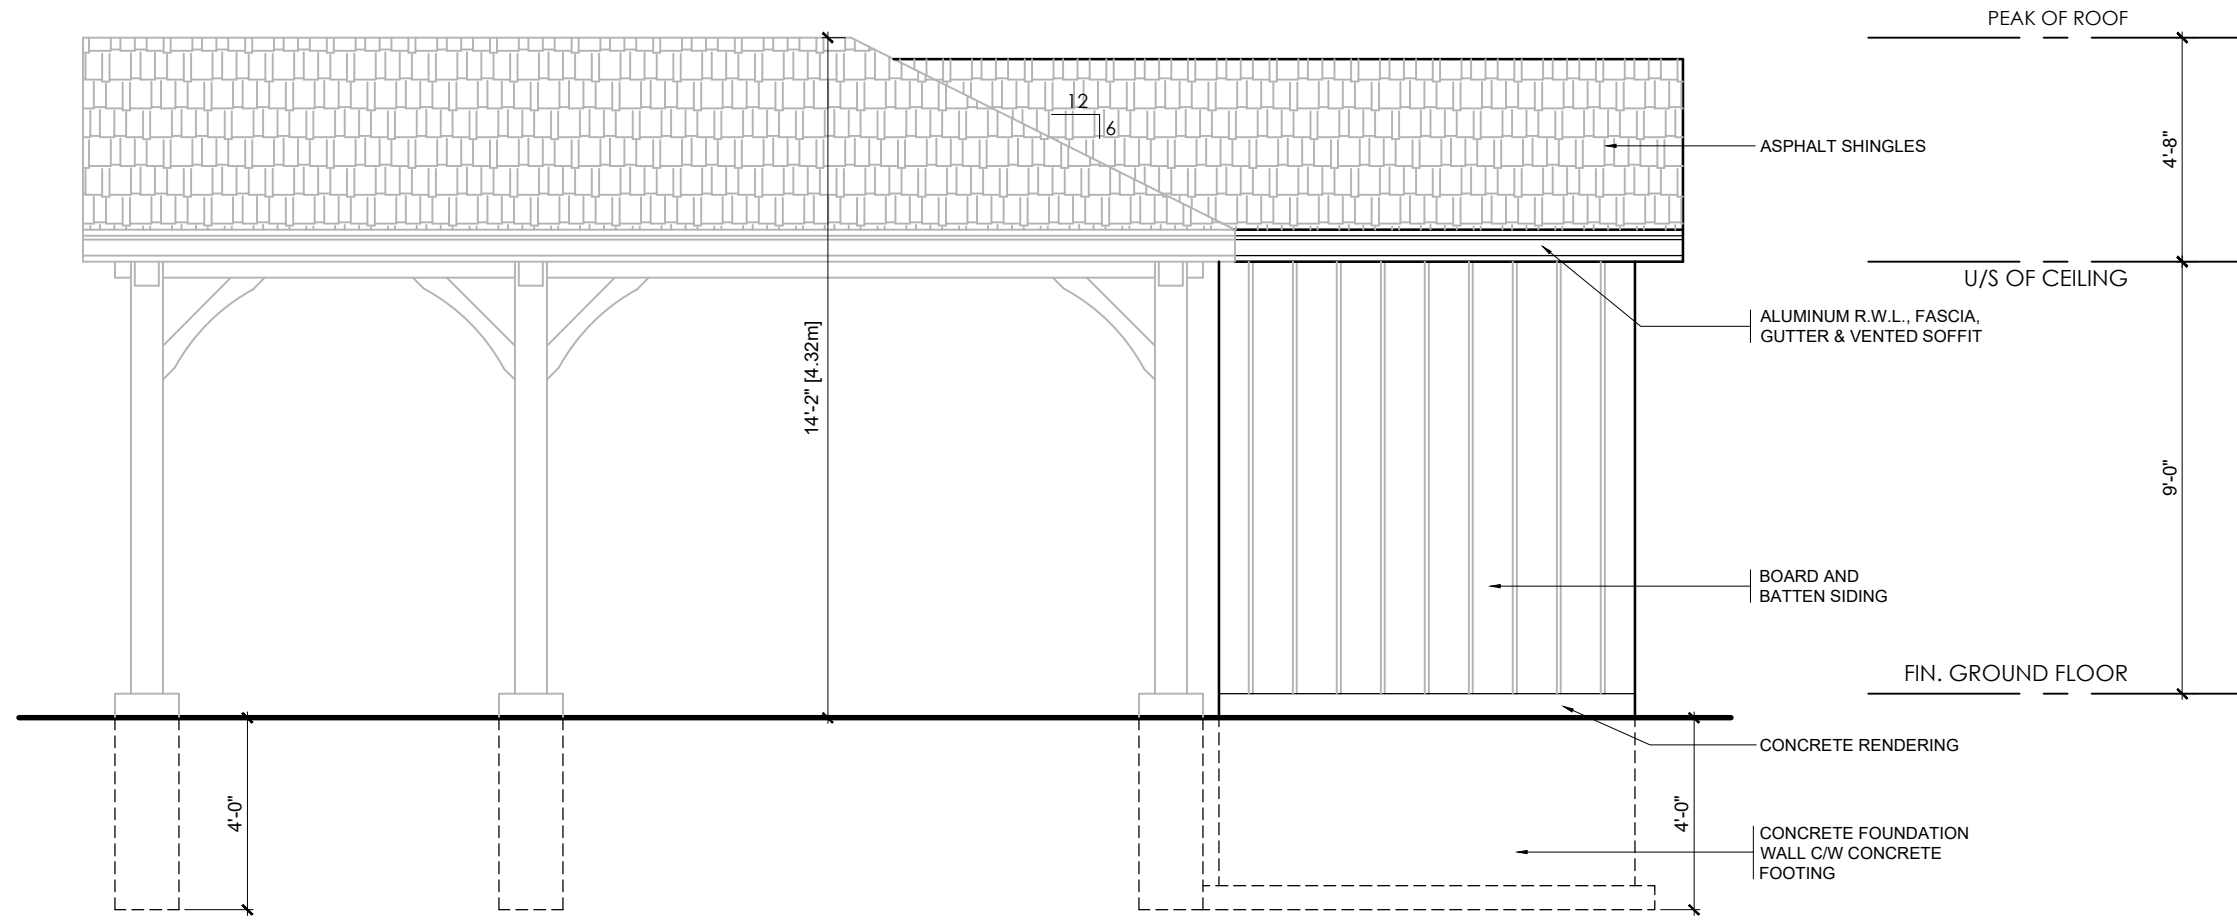 PEAK OF ROOF
12
6
ASPHALT SHINGLES
4'-8"
U/S OF CEILING
ALUMINUM R.W.L., FASCIA,
GUTTER & VENTED SOFFIT
14'-2" [4.32m]
9'-0"
BOARD AND
BATTEN SIDING
FIN. GROUND FLOOR
CONCRETE RENDERING
4'-0"
4'-0"
CONCRETE FOUNDATION
WALL C/W CONCRETE
FOOTING